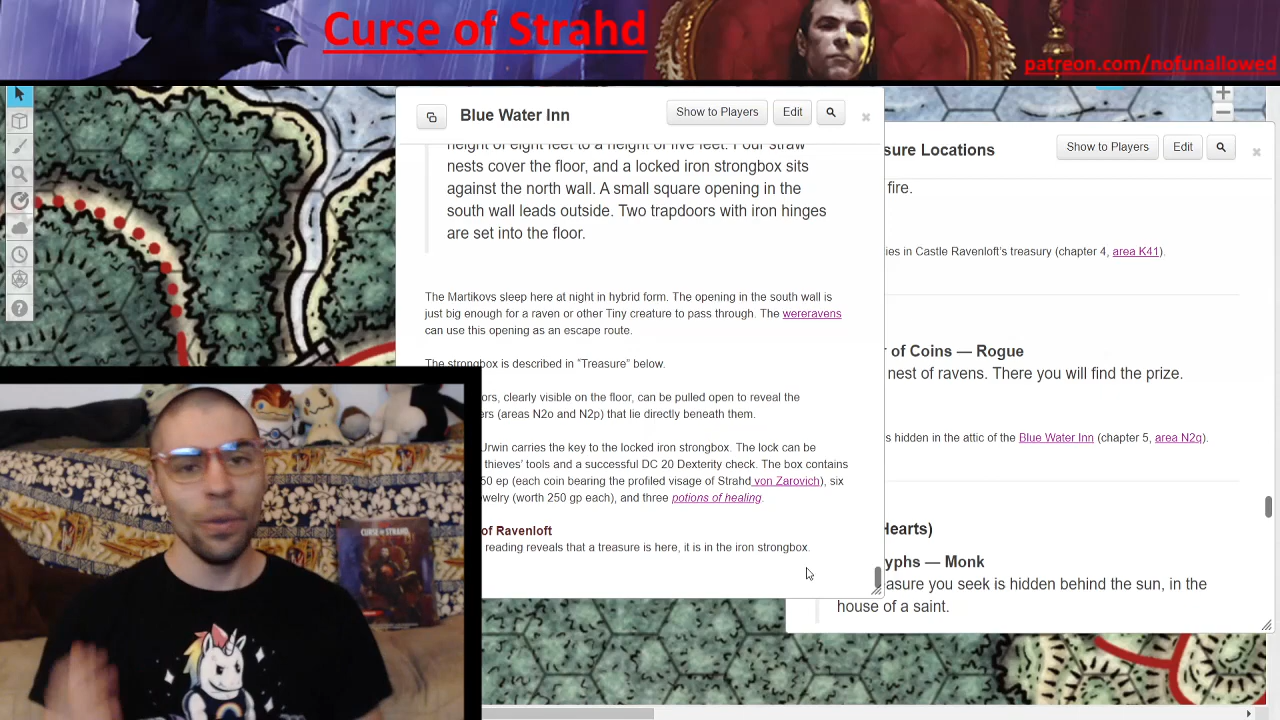 Curse of Strahd
patreon.com/nofunallowed
Blue Water Inn
Show to Players
Edit
height of eight feet to a height of five feet. Four straw
nests cover the floor, and a locked iron strongbox sits
against the north wall. A small square opening in the
south wall leads outside. Two trapdoors with iron hinges
are set into the floor.
The Martikovs sleep here at night in hybrid form. The opening in the south wall is
just big enough for a raven or other Tiny creature to pass through. The wereravens
can use this opening as an escape route.
The strongbox is described in “Treasure” below.
ors, clearly visible on the floor, can be pulled open to reveal the
ers (areas N2o and N2p) that lie directly beneath them.
Urwin carries the key to the locked iron strongbox. The lock can be
thieves' tools and a successful DC 20 Dexterity check. The box contains
50 ep (each coin bearing the profiled visage of Strahd von Zarovich), six
welry (worth 250 gp each), and three potions of healing.
of Ravenloft
reading reveals that a treasure is here, it is in the iron strongbox.
sure Locations
Show to Players
Edit
fire.
ies in Castle Ravenloft's treasury (chapter 4, area K41).
r of Coins — Rogue
nest of ravens. There you will find the prize.
s hidden in the attic of the Blue Water Inn (chapter 5, area N2q).
Hearts)
yphs — Monk
asure you seek is hidden behind the sun, in the
house of a saint.
CURSE OF STRAHD